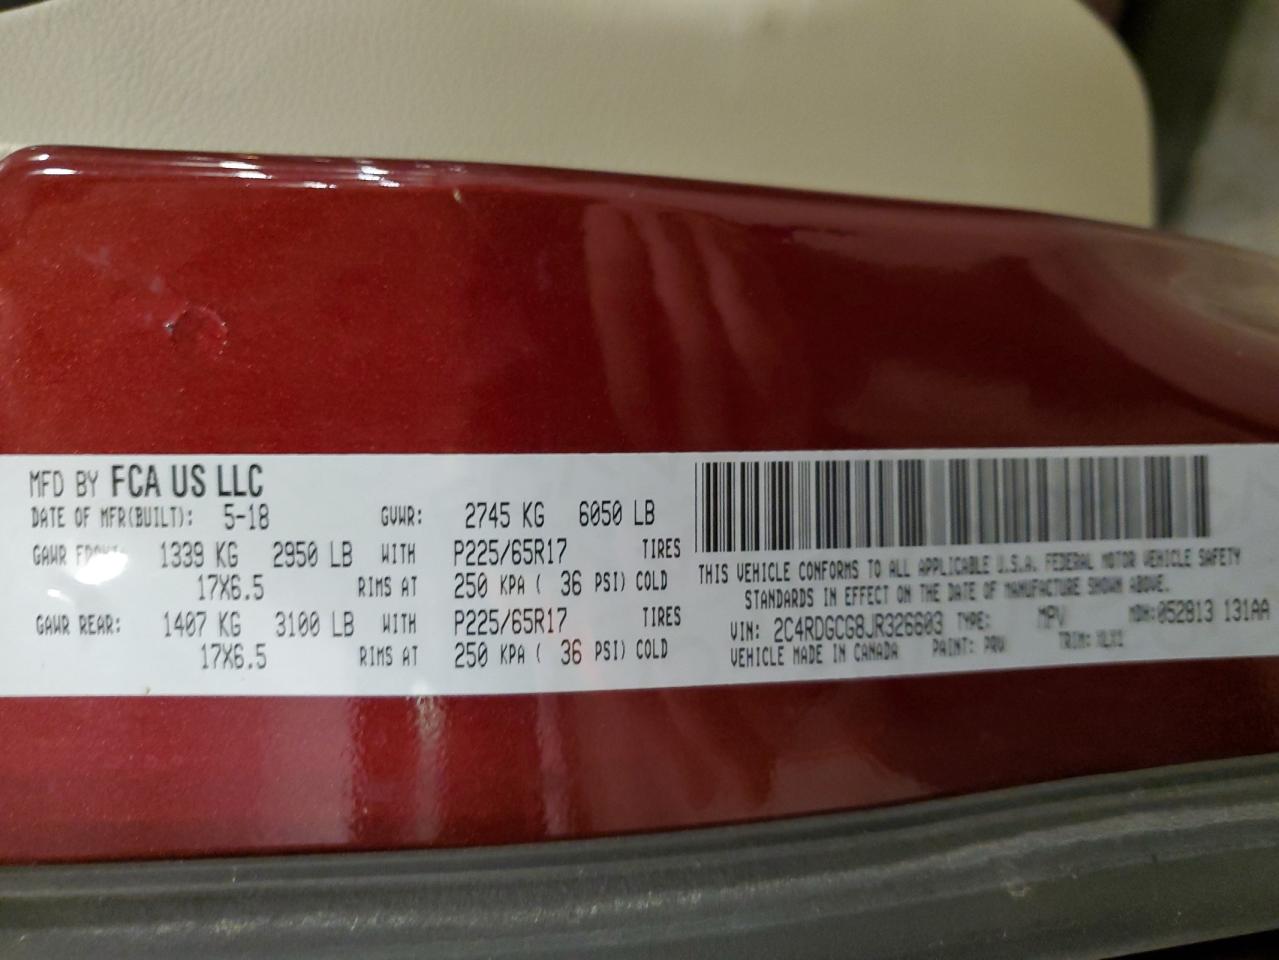 MFD BY FCA US LLC
DATE OF MFR(BUILT): 5-18 GVWR: 2745 KG 6050 LB
GAWR FRONT: 1339 KG 2950 LB WITH P225/65R17 TIRES
17X6.5 RIMS AT 250 KPA ( 36 PSI) COLD
GAWR REAR: 1407 KG 3100 LB WITH P225/65R17 TIRES
17X6.5 RIMS AT 250 KPA ( 36 PSI) COLD
THIS VEHICLE CONFORMS TO ALL APPLICABLE U.S.A. FEDERAL MOTOR VEHICLE SAFETY
STANDARDS IN EFFECT ON THE DATE OF MANUFACTURE SHOWN ABOVE.
VIN: 2C4RDGCG8JR326603 TYPE: MPV MDH:052813 131AA
VEHICLE MADE IN CANADA PAINT: PRV TRIM: